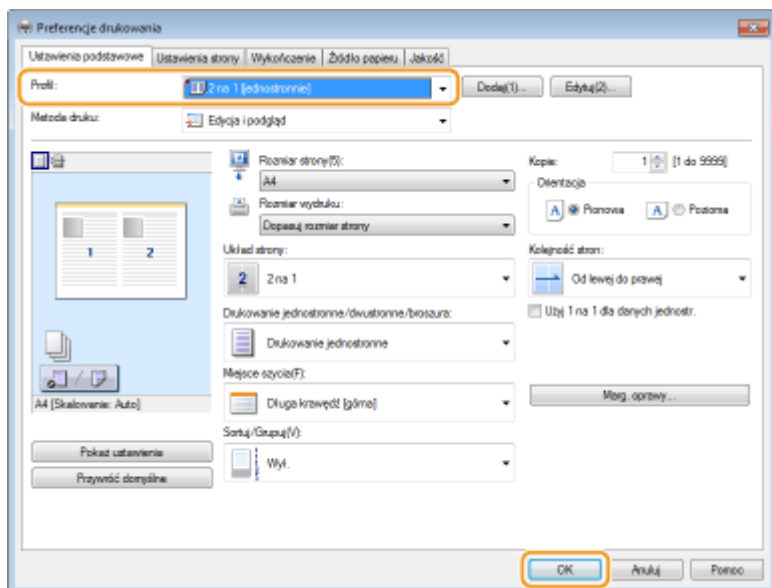 Preferencje drukowania
Ustawienia podstawowe Ustawienia strony Wykończenie Źródło papieru Jakość
Profil: 2 na 1 [jednostronnie] Dodaj(1)... Edytuj(2)...
Metoda druku: Edycja i podgląd
Rozmiar strony(5): Kopie: 1 [1 do 9999]
A4 Orientacja
Rozmiar wydruku: A Pionowa A Pozioma
Dopasuj rozmiar strony
Układ strony: Kolejność stron:
1 2
2 2 na 1 Od lewej do prawej
Drukowanie jednostronne/dwustronne/broszura: Użyj 1 na 1 dla danych jednostr.
Drukowanie jednostronne
Miejsce szycia(F):
A4 [Skalowanie: Auto] Długa krawędź [górna] Marg. oprawy...
Sortuj/Grupuj(V):
Pokaż ustawienia
Wył.
Przywróć domyślne
OK Anuluj Pomoc